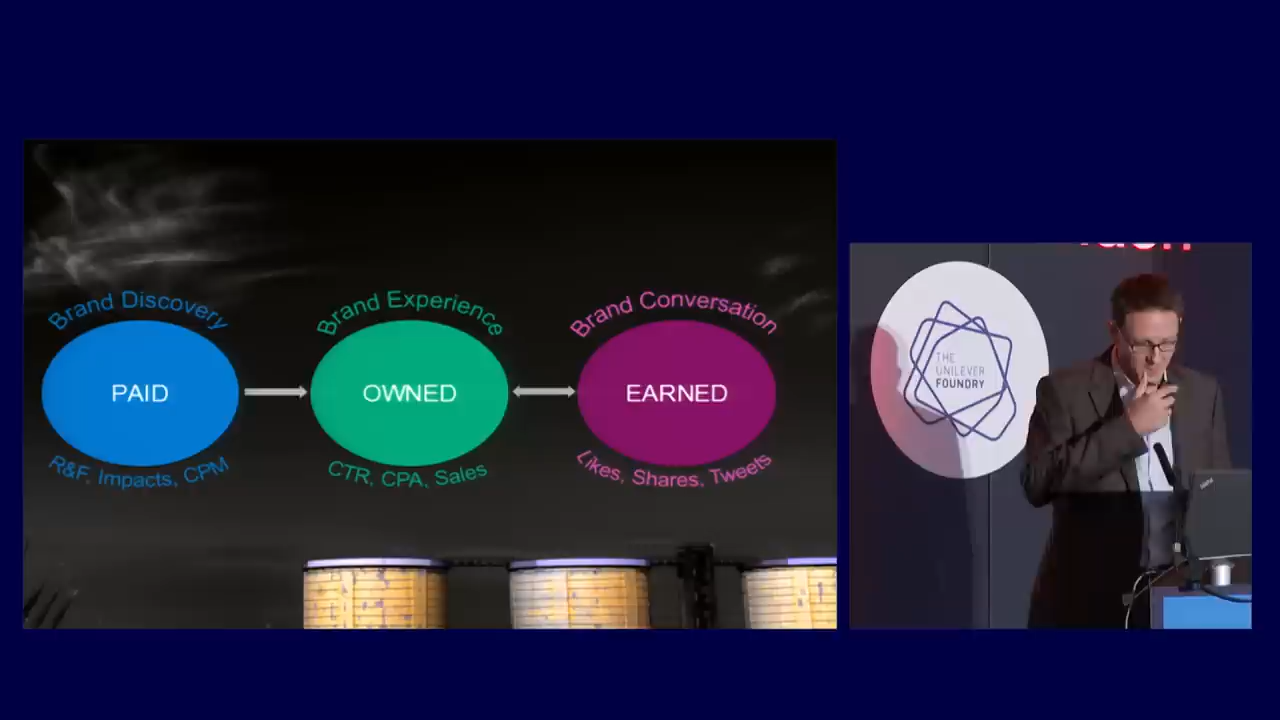 Brand Discovery
PAID
R&F, Impacts, CPM
Brand Experience
OWNED
CTR, CPA, Sales
Brand Conversation
EARNED
Likes, Shares, Tweets
THE
UNILEVER
FOUNDRY